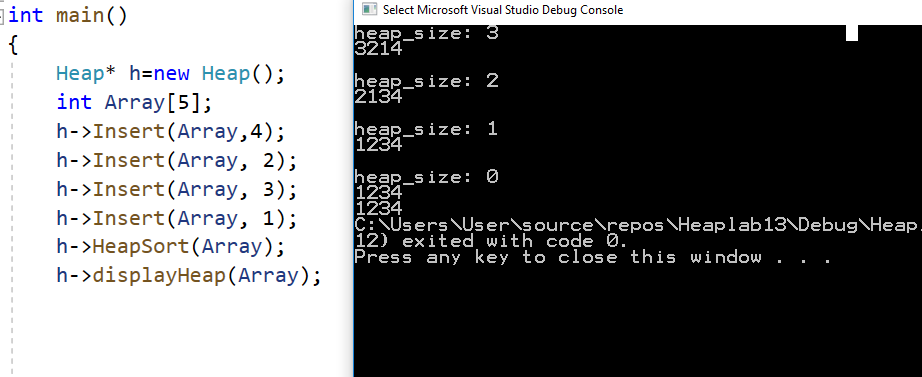 int main()
{
Heap* h=new Heap();
int Array[5];
h->Insert(Array,4);
h->Insert(Array, 2);
h->Insert(Array, 3);
h->Insert(Array, 1);
h->HeapSort(Array);
h->displayHeap(Array);
Select Microsoft Visual Studio Debug Console
heap_size: 3
3214
heap_size: 2
2134
heap_size: 1
1234
heap_size: 0
1234
1234
C:\Users\User\source\repos\Heaplab13\Debug\Heap.
12) exited with code 0.
Press any key to close this window . . .